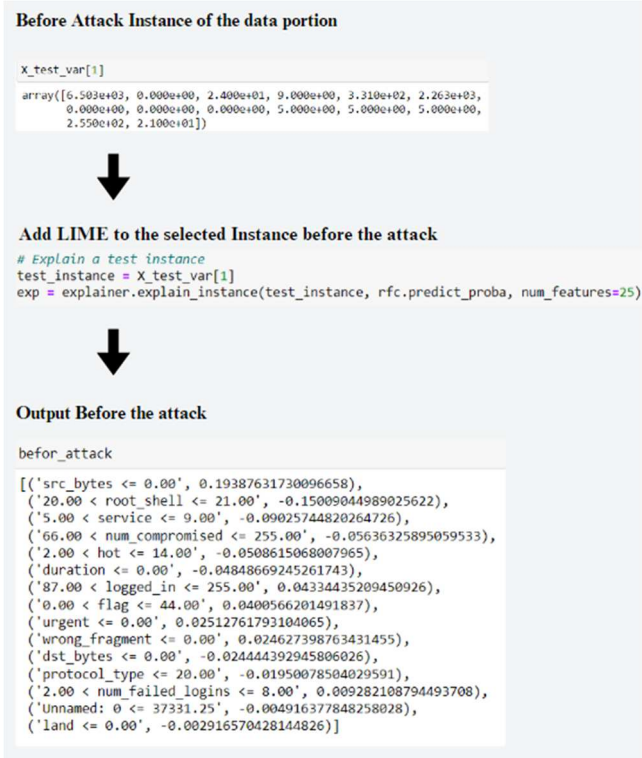 Before Attack Instance of the data portion
X_test_var[1]
array([6.503e+03, 0.000e+00, 2.400e+01, 9.000e+00, 3.310e+02, 2.263e+03,
0.000e+00, 0.000e+00, 0.000e+00, 5.000e+00, 5.000e+00, 5.000e+00,
2.550e+02, 2.100e+01])
Add LIME to the selected Instance before the attack
# Explain a test instance
test_instance = X_test_var[1]
exp = explainer.explain_instance(test_instance, rfc.predict_proba, num_features=25)
Output Before the attack
befor_attack
[('src_bytes <= 0.00', 0.19387631730096658),
('20.00 < root_shell <= 21.00', -0.15009044989025622),
('5.00 < service <= 9.00', -0.09025744820264726),
('66.00 < num_compromised <= 255.00', -0.05636325895059533),
('2.00 < hot <= 14.00', -0.0508615068007965),
('duration <= 0.00', -0.04848669245261743),
('87.00 < logged_in <= 255.00', 0.04334435209450926),
('0.00 < flag <= 44.00', 0.0400566201491837),
('urgent <= 0.00', 0.02512761793104065),
('wrong_fragment <= 0.00', 0.024627398763431455),
('dst_bytes <= 0.00', -0.024444392945806026),
('protocol_type <= 20.00', -0.01950078504029591),
('2.00 < num_failed_logins <= 8.00', 0.009282108794493708),
('Unnamed: 0 <= 37331.25', -0.004916377848258028),
('land <= 0.00', -0.002916570428144826)]